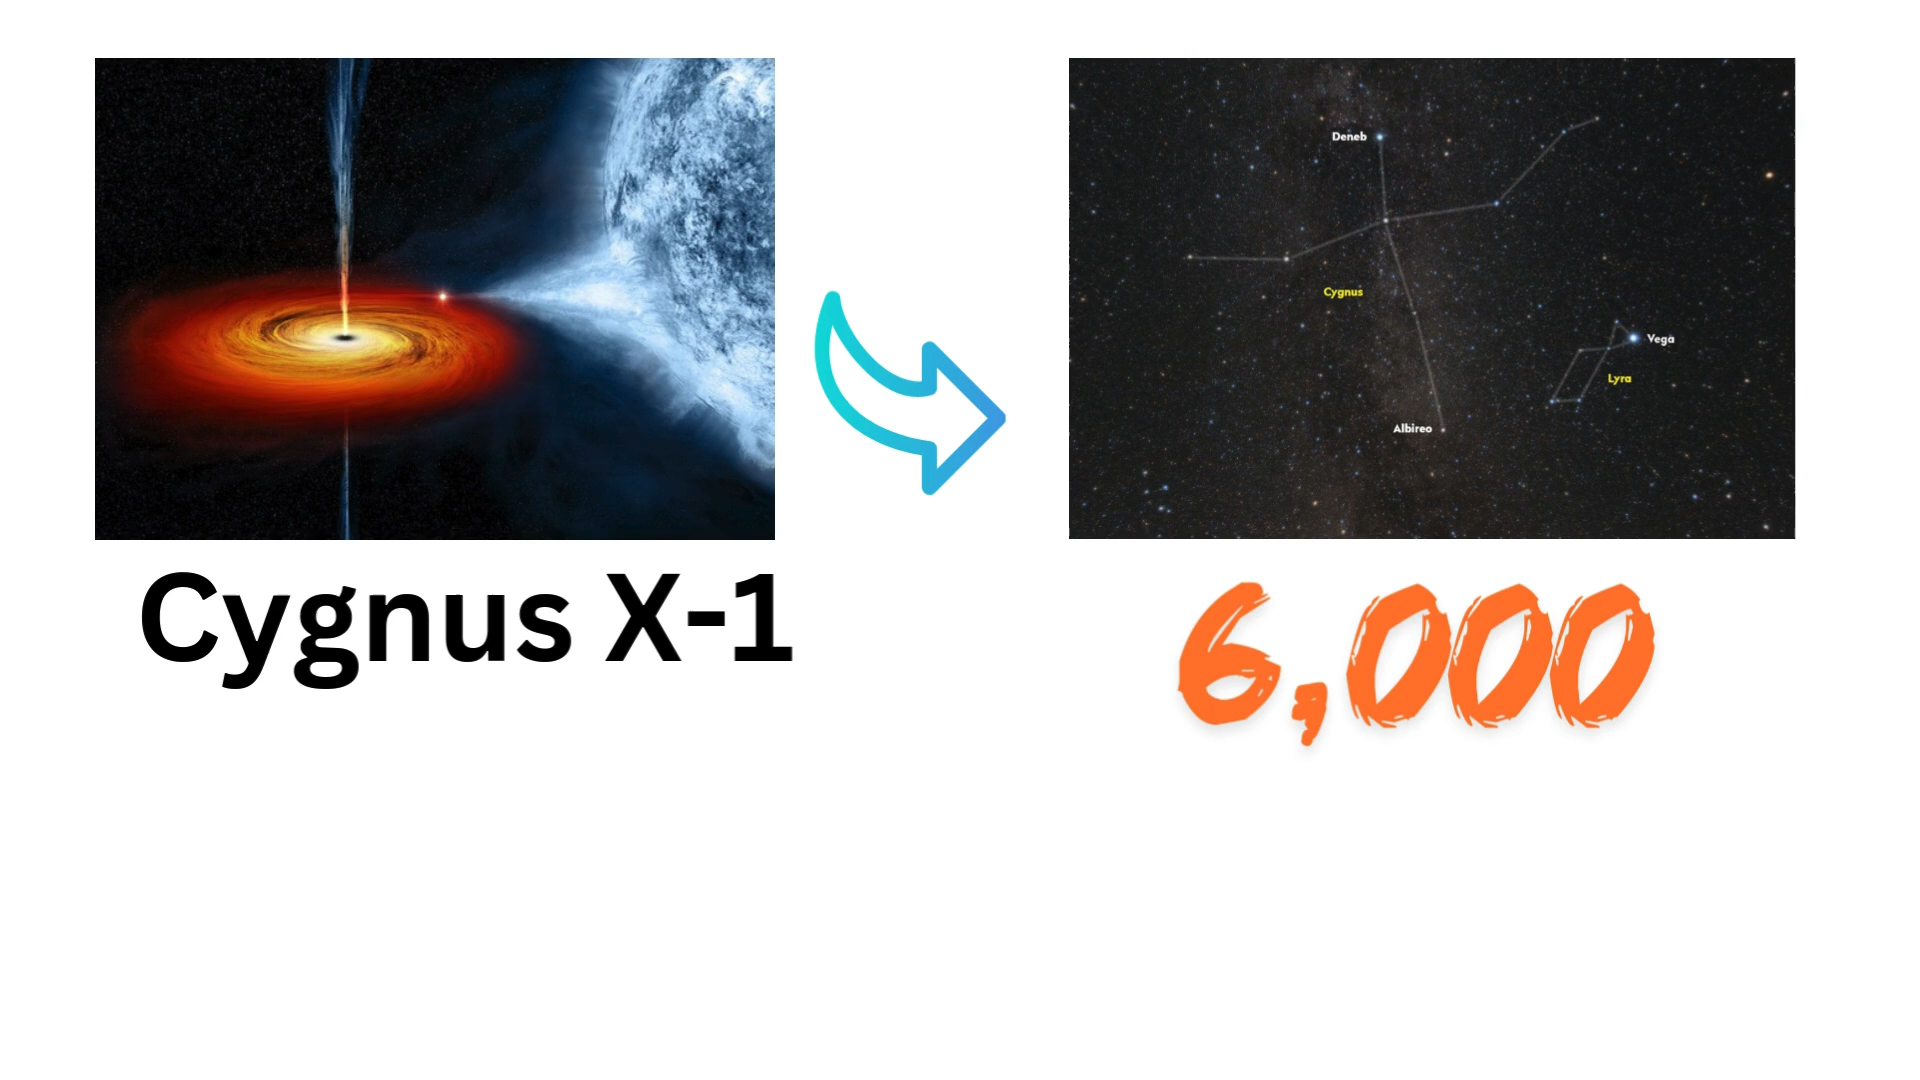 Deneb
Cygnus
Vega
Lyra
Albireo
Cygnus X-1
6,000